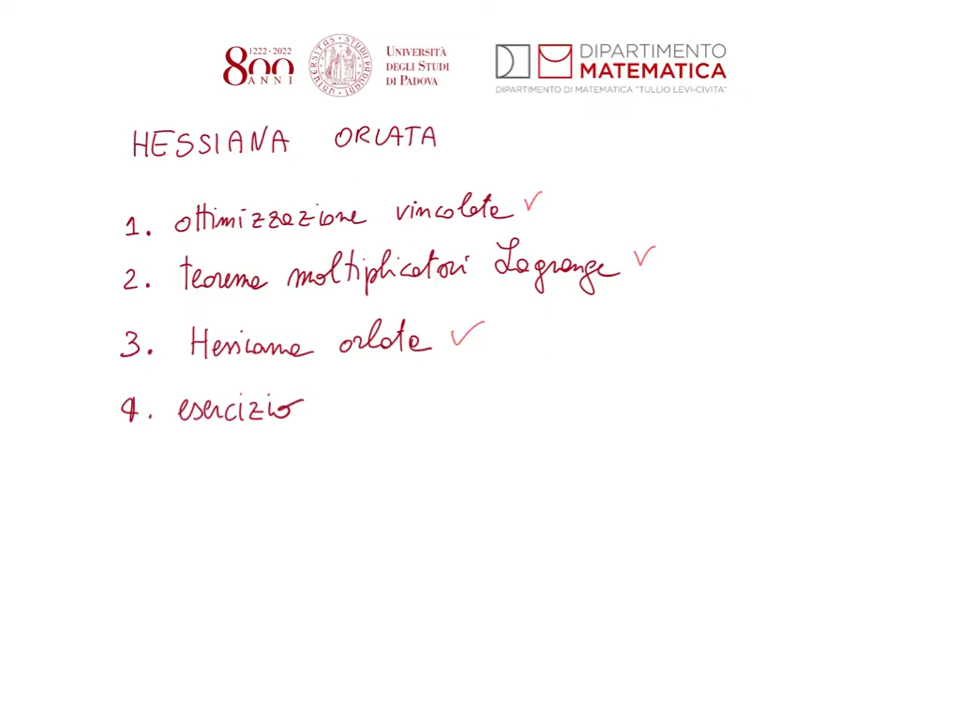 1222·2022
800
ANNI
UNIVERSITÀ
DEGLI STUDI
DI PADOVA
DIPARTIMENTO
MATEMATICA
DIPARTIMENTO DI MATEMATICA "TULLIO LEVI-CIVITA"
HESSIANA ORLATA
1. ottimizzazione vincolata ✓
2. teorema moltiplicatori Lagrange ✓
3. Hessiana orlata ✓
4. esercizio